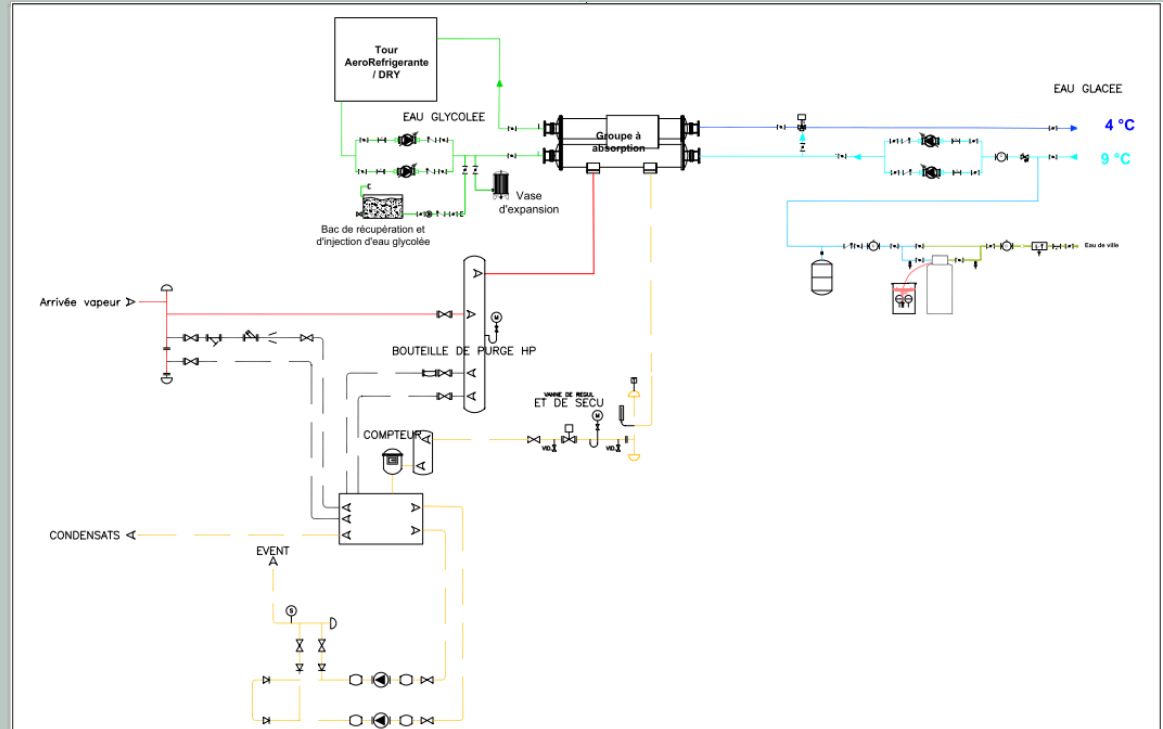 Tour
AeroRefrigerante
/ DRY
EAU GLYCOLEE
Groupe à
absorption
EAU GLACEE
4 °C
9 °C
Vase
d'expansion
Bac de récupération et
d'injection d'eau glycolée
Eau de ville
Arrivée vapeur
M
BOUTEILLE DE PURGE HP
VANNE DE REGUL
ET DE SECU
M
COMPTEUR
VID.
VID.
CONDENSATS
EVENT
S